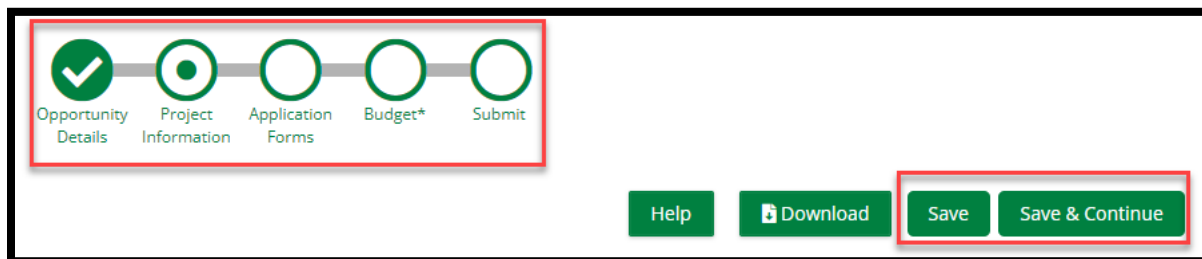 Opportunity Details
Project Information
Application Forms
Budget*
Submit
Help
Download
Save
Save & Continue